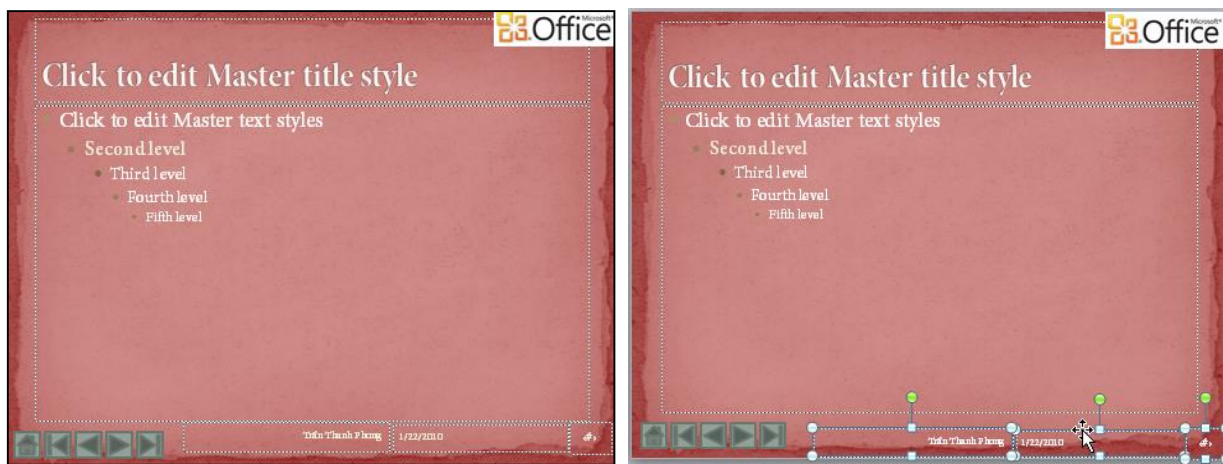 Microsoft®
Office
Click to edit Master title style
Click to edit Master text styles
Second level
Third level
Fourth level
Fifth level
Trần Thanh Phong 1/22/2010 ‹#›
Microsoft®
Office
Click to edit Master title style
Click to edit Master text styles
Second level
Third level
Fourth level
Fifth level
Trần Thanh Phong 1/22/2010 ‹#›